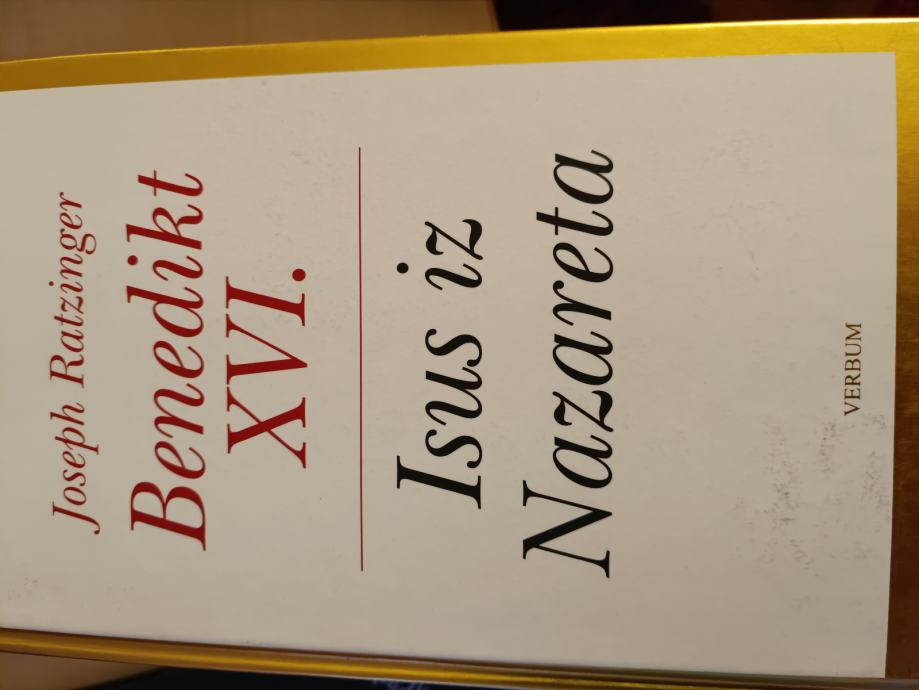 Joseph Ratzinger
Benedikt
XVI.
Isus iz
Nazareta
VERBUM